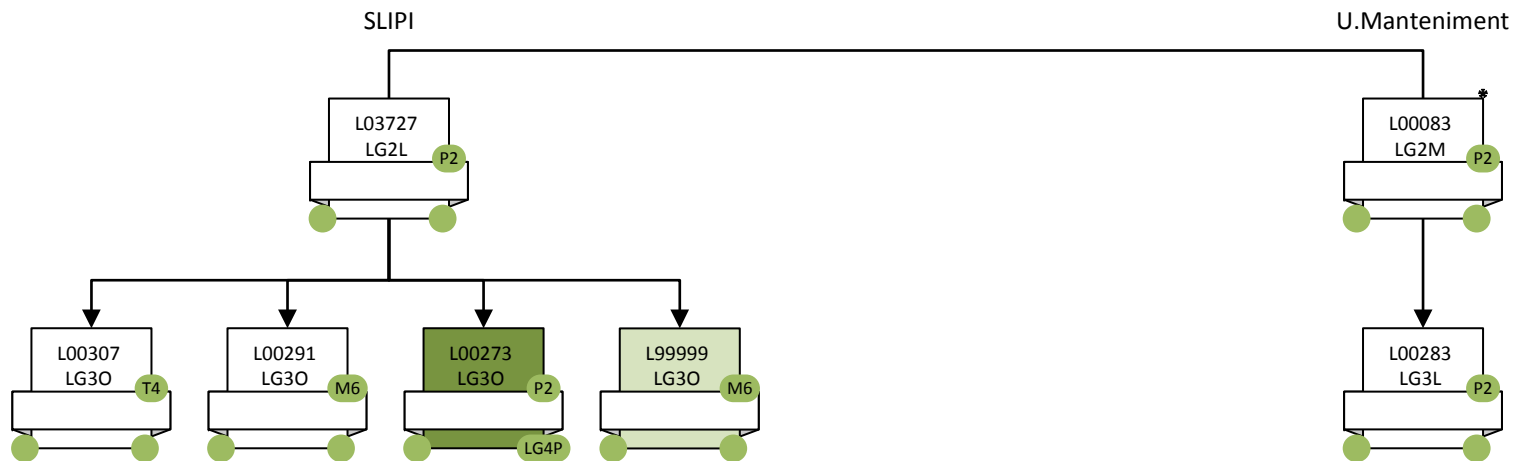 SLIPI
U.Manteniment
L03727
LG2L
P2
*
L00083
LG2M
P2
L00307
LG3O
T4
L00291
LG3O
M6
L00273
LG3O
P2
LG4P
L99999
LG3O
M6
L00283
LG3L
P2